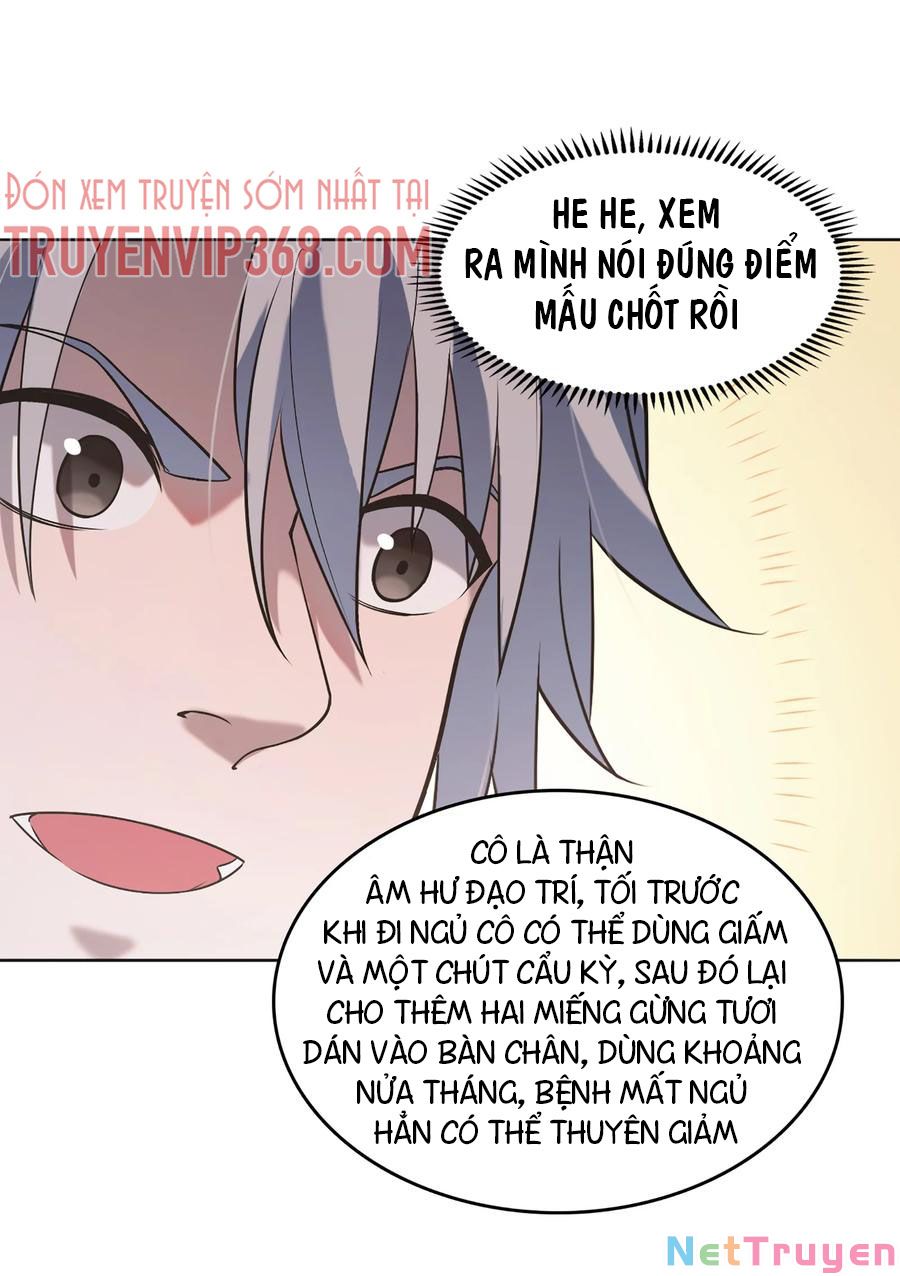 ĐÓN XEM TRUYỆN SỚM NHẤT TẠI
TRUYENVIP368.COM
HE HE, XEM
RA MÌNH NÓI ĐÚNG ĐIỂM
MẤU CHỐT RỒI
CÔ LÀ THẬN
ÂM HƯ ĐẠO TRÍ, TỐI TRƯỚC
KHI ĐI NGỦ CÔ CÓ THỂ DÙNG GIẤM
VÀ MỘT CHÚT CẨU KỲ, SAU ĐÓ LẠI
CHO THÊM HAI MIẾNG GỪNG TƯƠI
DÁN VÀO BÀN CHÂN, DÙNG KHOẢNG
NỬA THÁNG, BỆNH MẤT NGỦ
HẲN CÓ THỂ THUYÊN GIẢM
NETTRUYEN